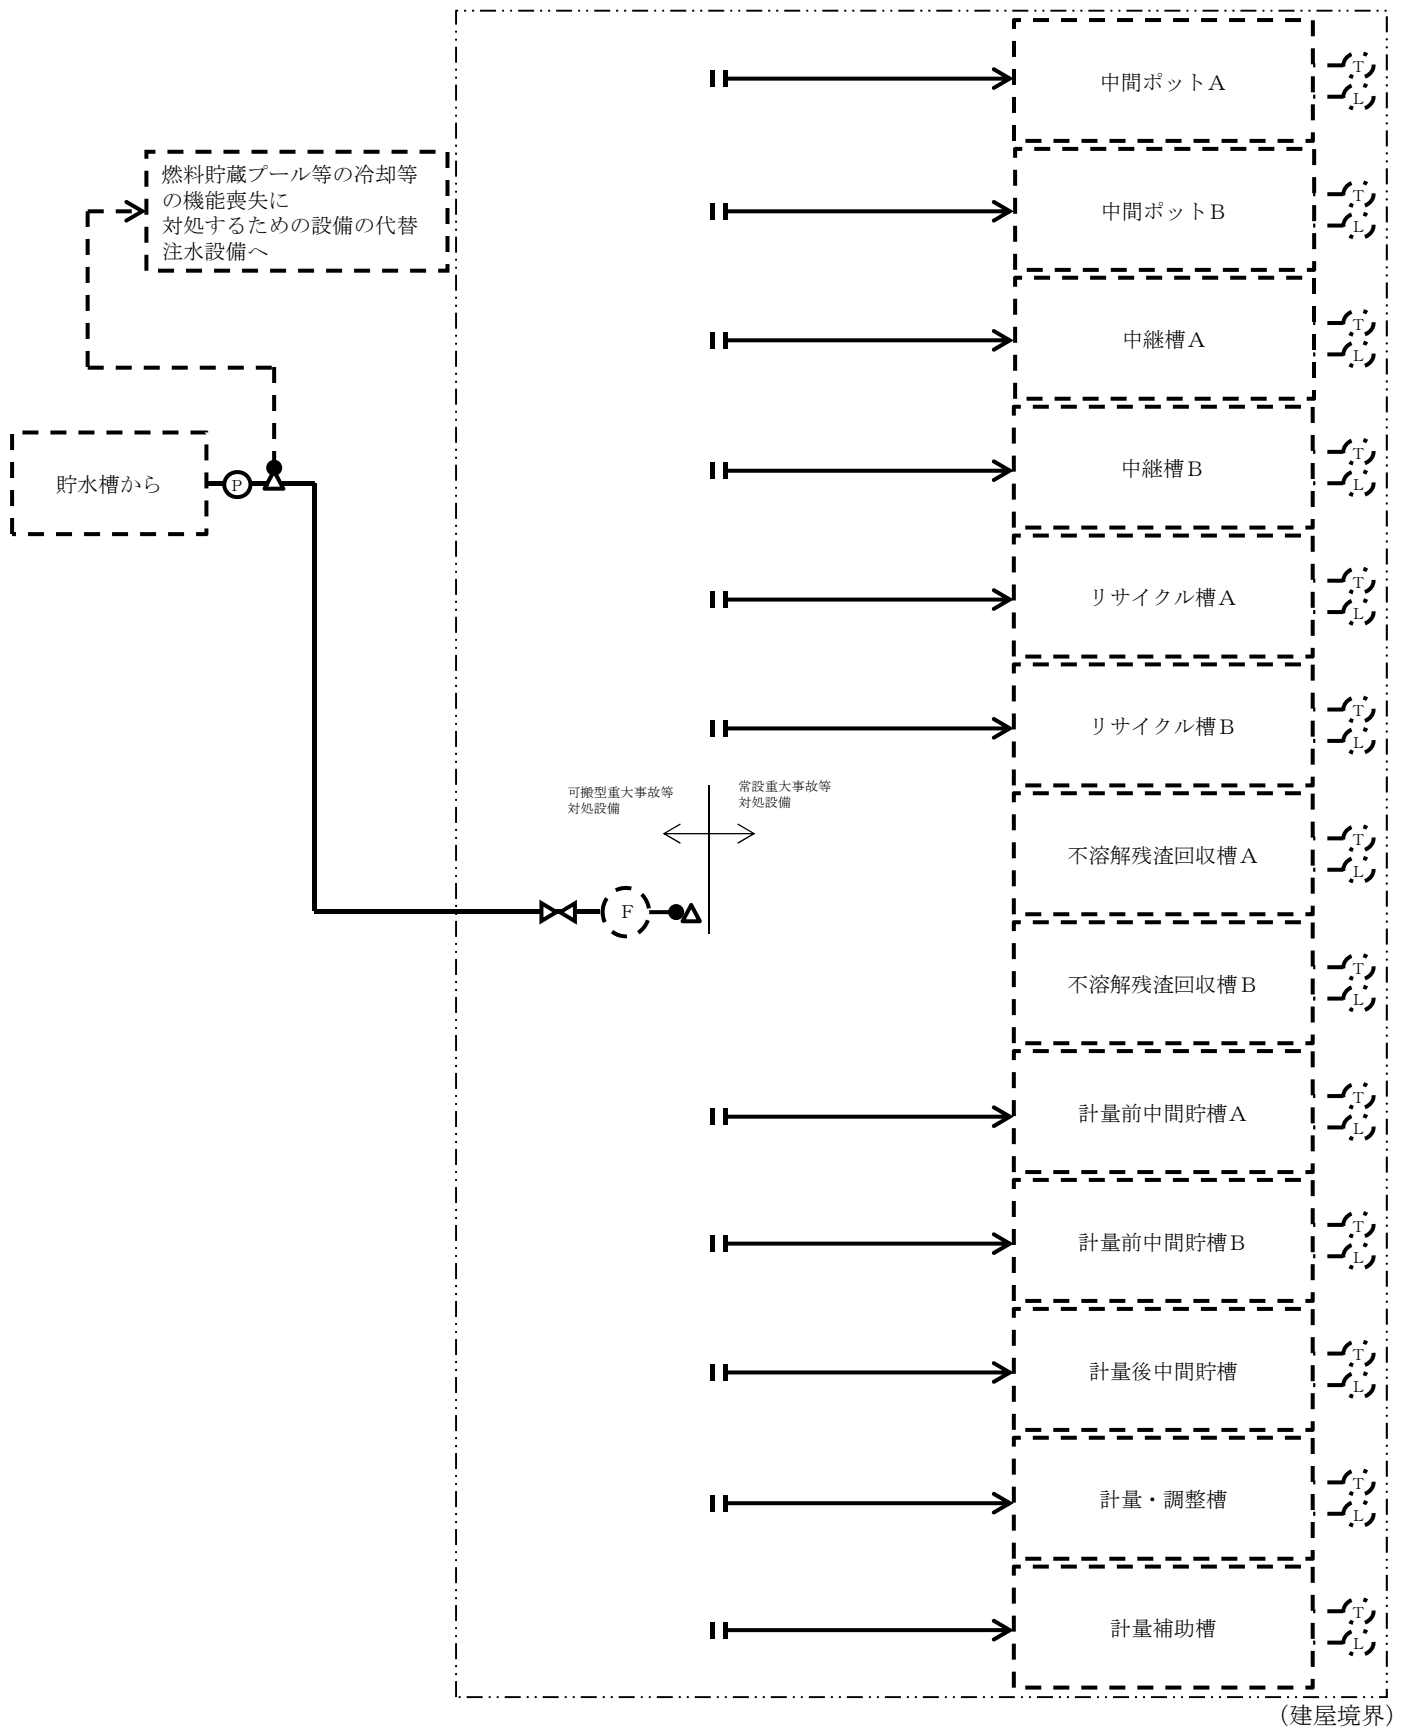 中間ポットＡ
T
L
燃料貯蔵プール等の冷却等
の機能喪失に
対処するための設備の代替
注水設備へ
中間ポットＢ
T
L
中継槽Ａ
T
L
貯水槽から
P
中継槽Ｂ
T
L
リサイクル槽Ａ
T
L
リサイクル槽Ｂ
T
L
可搬型重大事故等
対処設備
常設重大事故等
対処設備
F
不溶解残渣回収槽Ａ
T
L
不溶解残渣回収槽Ｂ
T
L
計量前中間貯槽Ａ
T
L
計量前中間貯槽Ｂ
T
L
計量後中間貯槽
T
L
計量・調整槽
T
L
計量補助槽
T
L
（建屋境界）